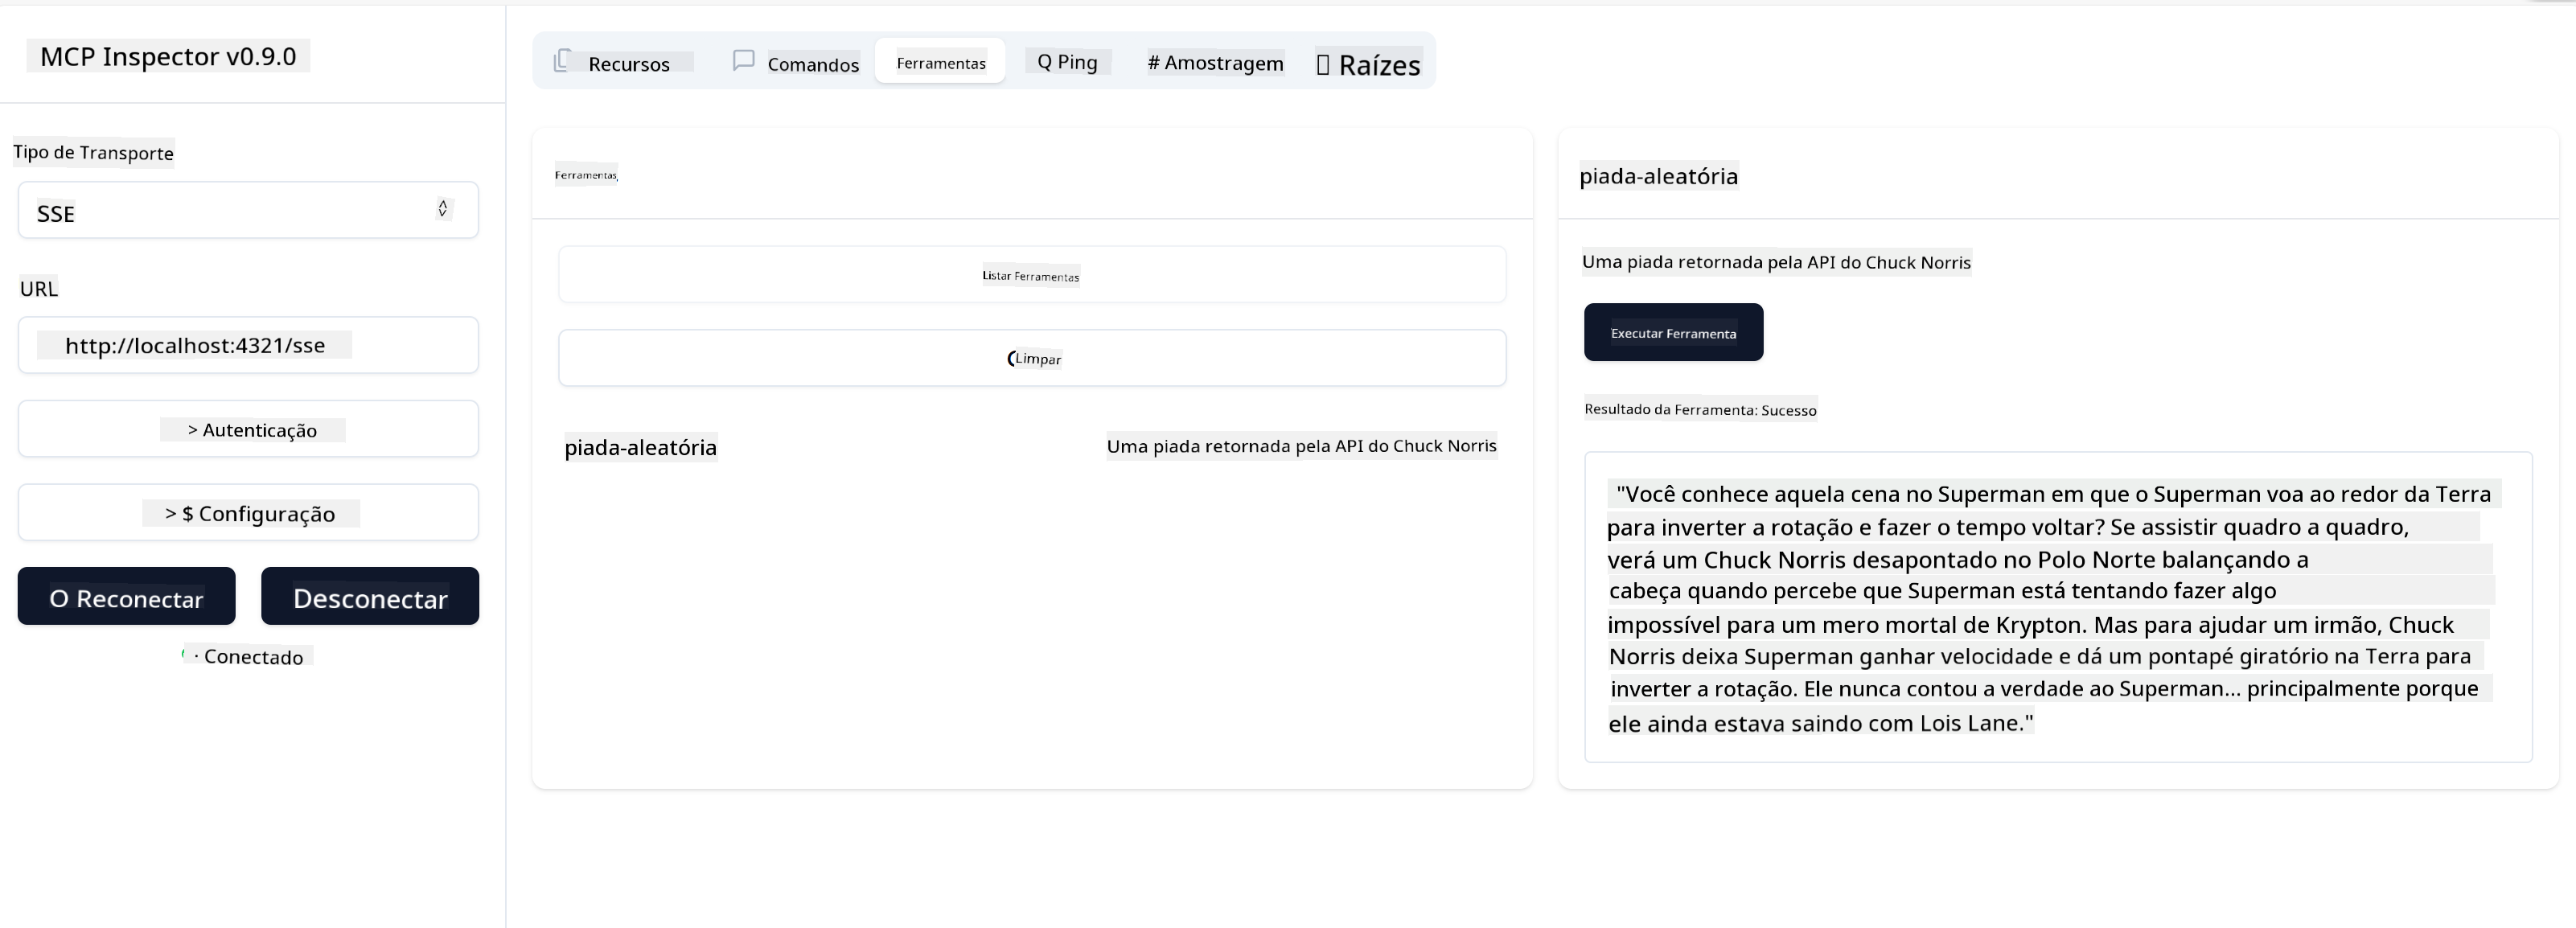 MCP Inspector v0.9.0
Tipo de Transporte
SSE
URL
http://localhost:4321/sse
> Autenticação
> $ Configuração
O Reconectar
Desconectar
· Conectado
Recursos
Comandos
Ferramentas
Q Ping
# Amostragem
Raízes
Ferramentas
Listar Ferramentas
Limpar
piada-aleatória
Uma piada retornada pela API do Chuck Norris
piada-aleatória
Uma piada retornada pela API do Chuck Norris
Executar Ferramenta
Resultado da Ferramenta: Sucesso
"Você conhece aquela cena no Superman em que o Superman voa ao redor da Terra
para inverter a rotação e fazer o tempo voltar? Se assistir quadro a quadro,
verá um Chuck Norris desapontado no Polo Norte balançando a
cabeça quando percebe que Superman está tentando fazer algo
impossível para um mero mortal de Krypton. Mas para ajudar um irmão, Chuck
Norris deixa Superman ganhar velocidade e dá um pontapé giratório na Terra para
inverter a rotação. Ele nunca contou a verdade ao Superman... principalmente porque
ele ainda estava saindo com Lois Lane."